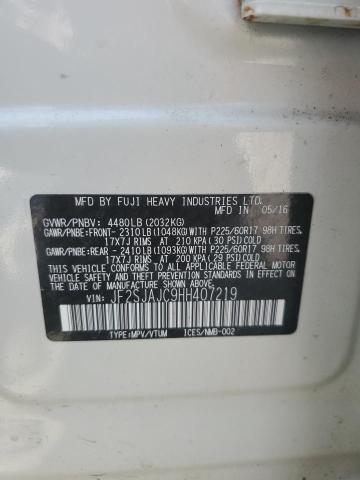 MFD BY FUJI HEAVY INDUSTRIES LTD.
MFD IN 05/16
GVWR/PNBV: 4480LB(2032KG)
GAWR/PNBE:FRONT- 2310LB(1048KG)WITH P225/60R17 98H TIRES,
17X7J RIMS AT 210 KPA(30 PSI)COLD
GAWR/PNBE:REAR - 2410LB(1093KG)WITH P225/60R17 98H TIRES,
17X7J RIMS AT 200 KPA(29 PSI)COLD
THIS VEHICLE CONFORMS TO ALL APPLICABLE FEDERAL MOTOR
VEHICLE SAFETY AND THEFT PREVENTION STANDARDS IN EFFECT
ON THE DATE OF MANUFACTURE SHOWN ABOVE.
VIN: JF2SJAJC9HH407219
TYPE:MPV/VTUM ICES/NMB-002